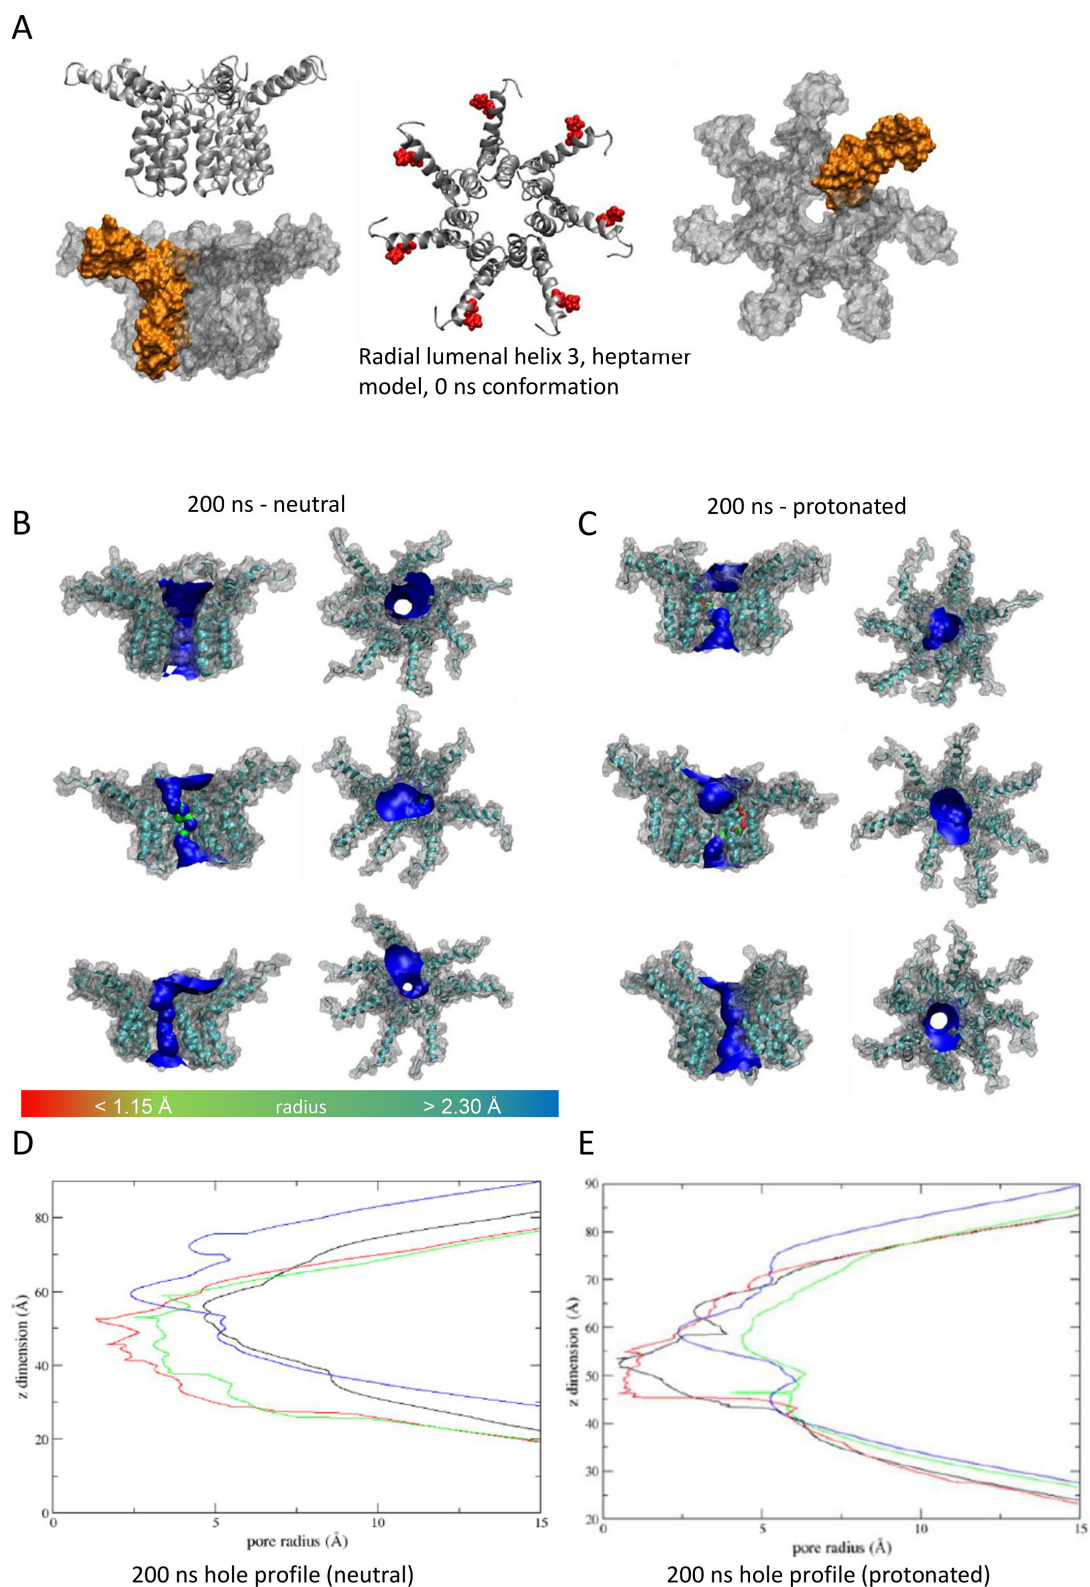 A
Radial lumenal helix 3, heptamer
model, 0 ns conformation
200 ns - neutral
200 ns - protonated
B
C
< 1.15 Å radius > 2.30 Å
D
E
80
60
40
20
0
z dimension (Å)
0 5 10 15
pore radius (Å)
200 ns hole profile (neutral)
90
80
70
60
50
40
30
20
z dimension (Å)
0 5 10 15
pore radius (Å)
200 ns hole profile (protonated)